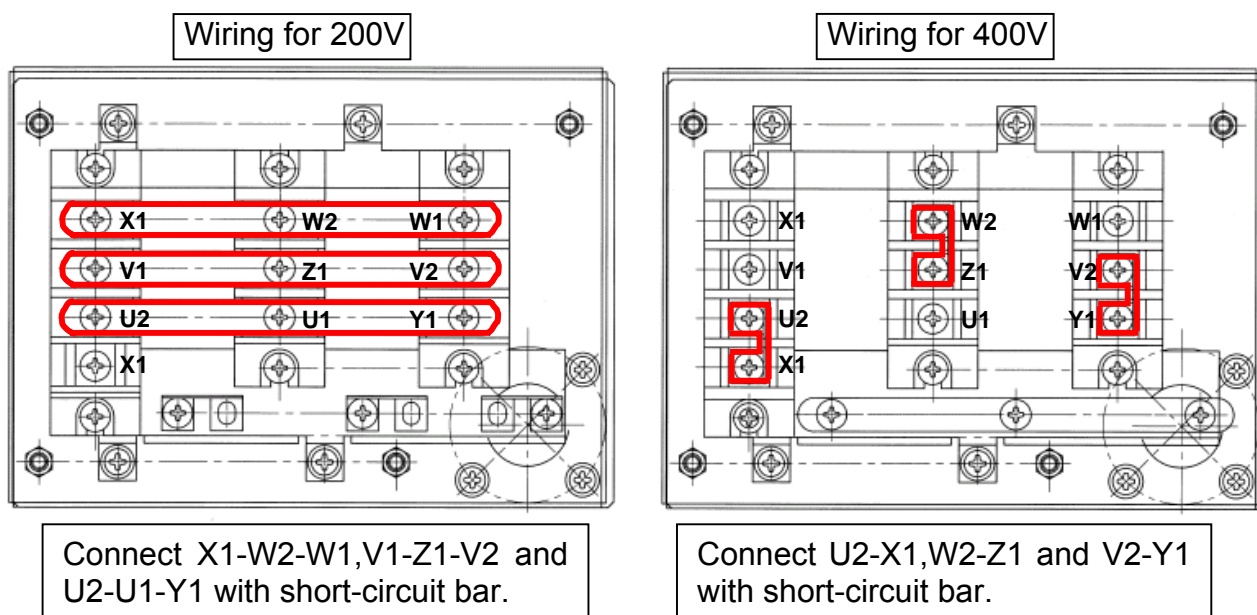 Wiring for 200V
X1 W2 W1
V1 Z1 V2
U2 U1 Y1
X1
Connect X1-W2-W1,V1-Z1-V2 and
U2-U1-Y1 with short-circuit bar.
Wiring for 400V
X1 W2 W1
V1 Z1 V2
U2 U1 Y1
X1
Connect U2-X1,W2-Z1 and V2-Y1
with short-circuit bar.